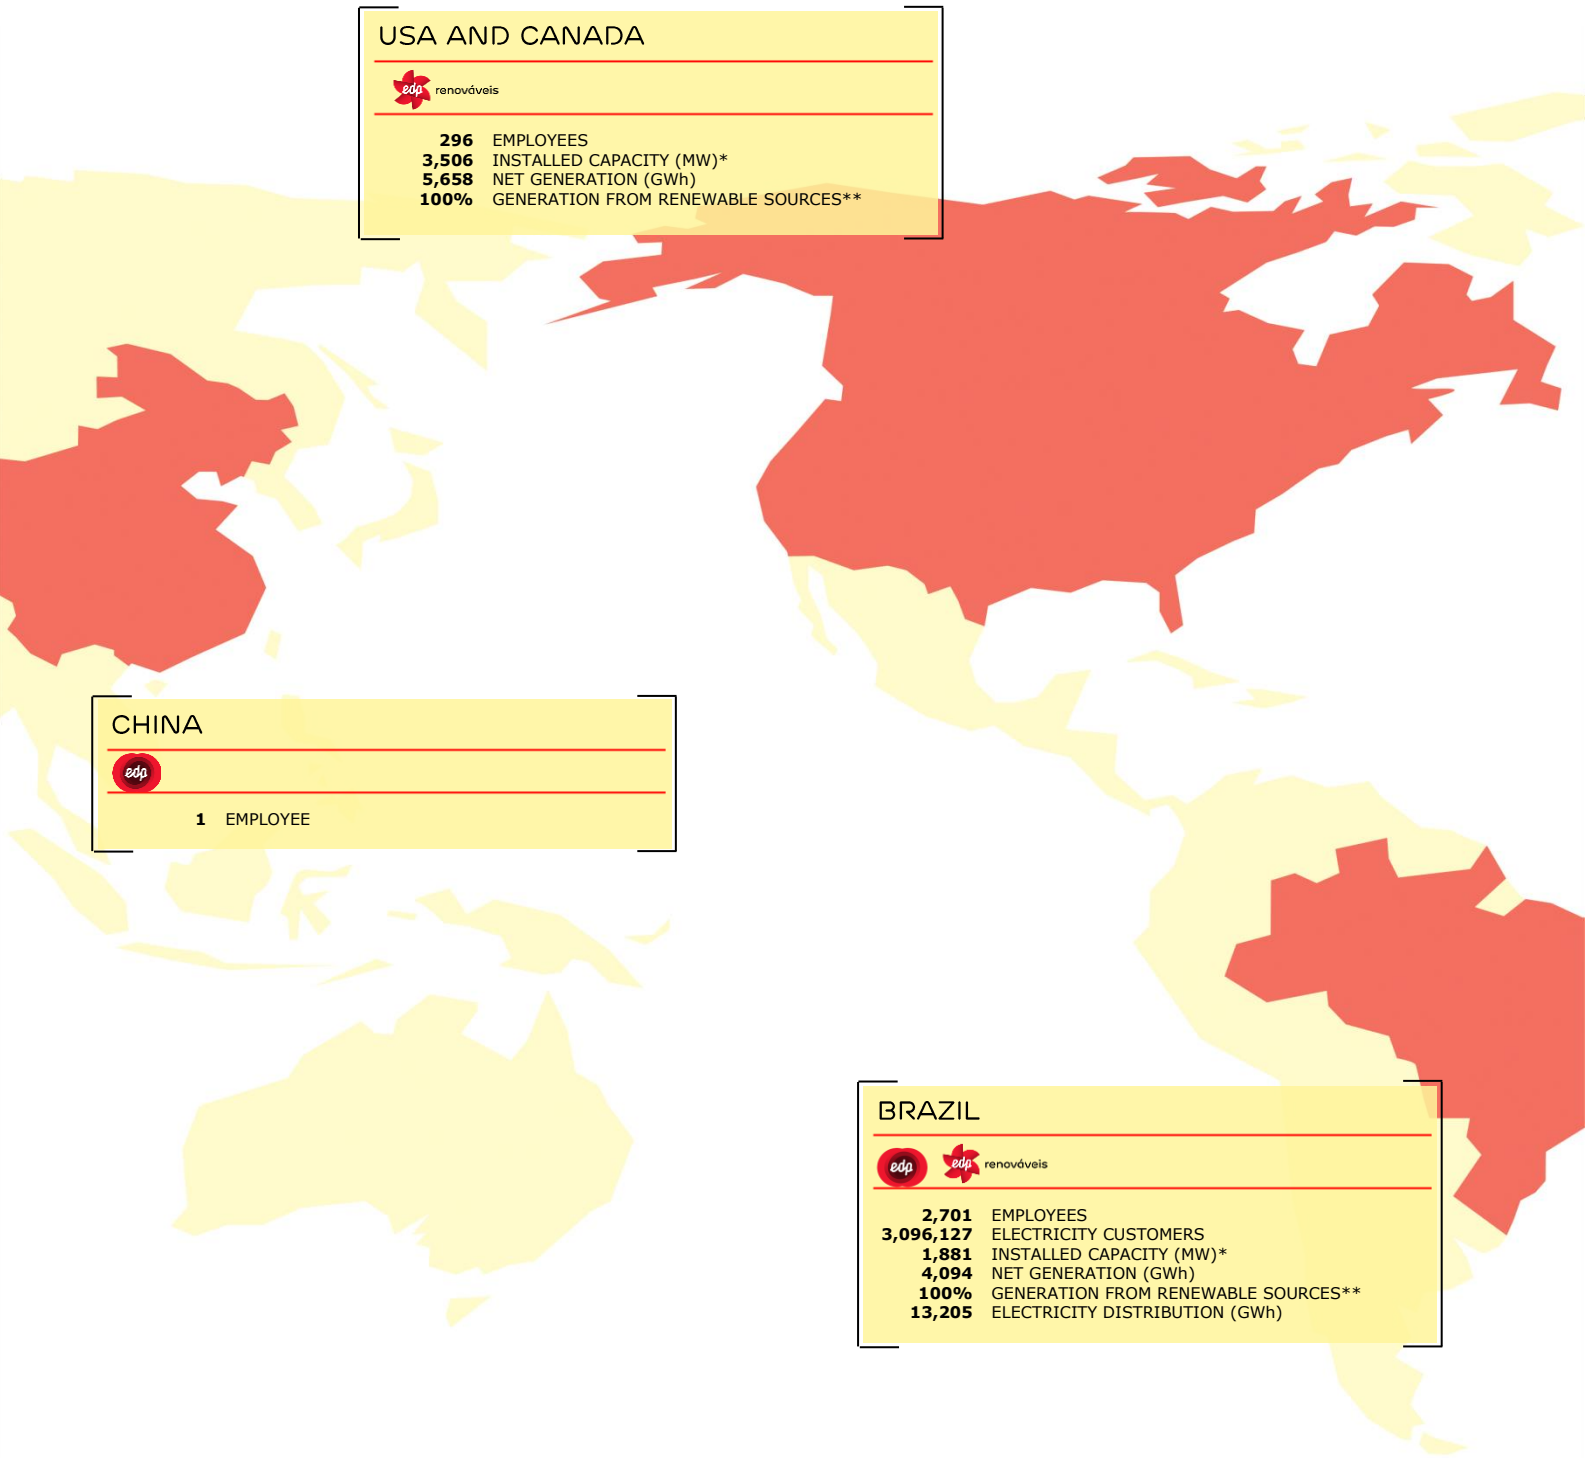 USA AND CANADA
edp renováveis
296 EMPLOYEES
3,506 INSTALLED CAPACITY (MW)*
5,658 NET GENERATION (GWh)
100% GENERATION FROM RENEWABLE SOURCES**
CHINA
edp
1 EMPLOYEE
BRAZIL
edp edp renováveis
2,701 EMPLOYEES
3,096,127 ELECTRICITY CUSTOMERS
1,881 INSTALLED CAPACITY (MW)*
4,094 NET GENERATION (GWh)
100% GENERATION FROM RENEWABLE SOURCES**
13,205 ELECTRICITY DISTRIBUTION (GWh)